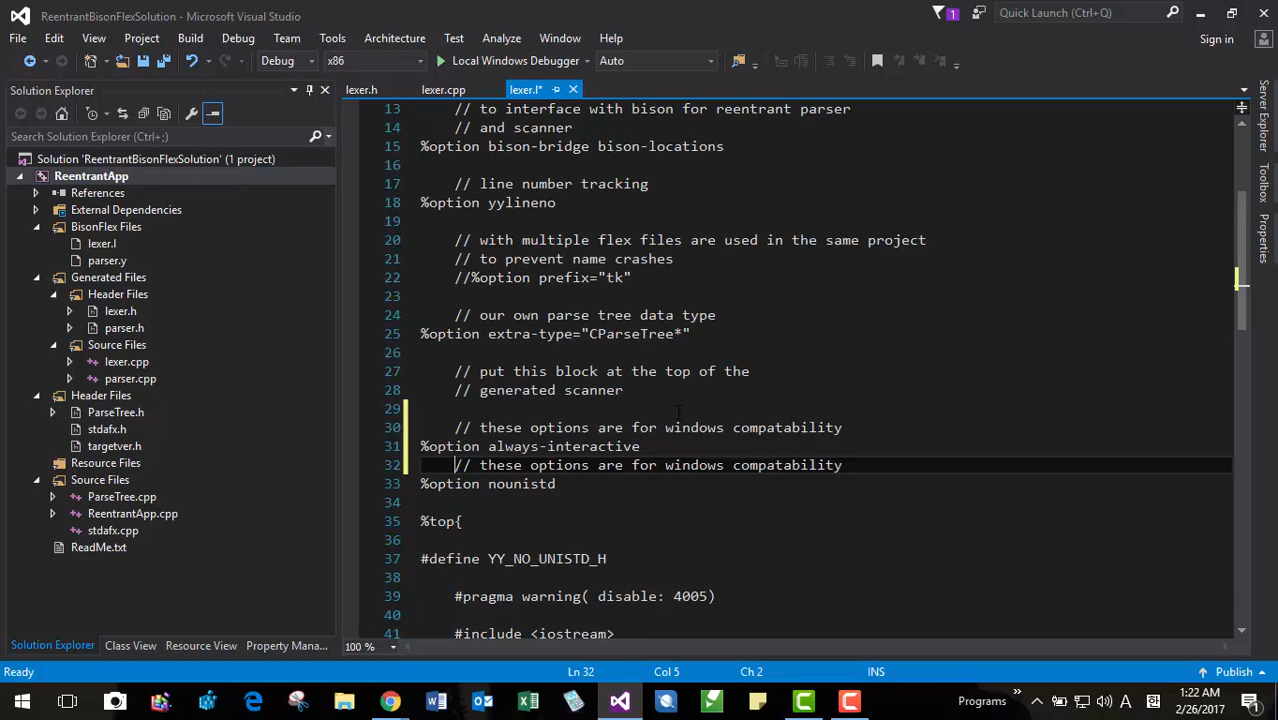 ReentrantBisonFlexSolution - Microsoft Visual Studio
1
Quick Launch (Ctrl+Q)
File Edit View Project Build Debug Team Tools Architecture Test Analyze Window Help
Sign in
Debug x86 Local Windows Debugger Auto
Solution Explorer
Search Solution Explorer (Ctrl+;)
Solution 'ReentrantBisonFlexSolution' (1 project)
ReentrantApp
References
External Dependencies
BisonFlex Files
lexer.l
parser.y
Generated Files
Header Files
lexer.h
parser.h
Source Files
lexer.cpp
parser.cpp
Header Files
ParseTree.h
stdafx.h
targetver.h
Resource Files
Source Files
ParseTree.cpp
ReentrantApp.cpp
stdafx.cpp
ReadMe.txt
Solution Explorer Class View Resource View Property Mana...
lexer.h lexer.cpp lexer.l*
13 // to interface with bison for reentrant parser
14 // and scanner
15 %option bison-bridge bison-locations
16
17 // line number tracking
18 %option yylineno
19
20 // with multiple flex files are used in the same project
21 // to prevent name crashes
22 //%option prefix="tk"
23
24 // our own parse tree data type
25 %option extra-type="CParseTree*"
26
27 // put this block at the top of the
28 // generated scanner
29
30 // these options are for windows compatability
31 %option always-interactive
32 // these options are for windows compatability
33 %option nounistd
34
35 %top{
36
37 #define YY_NO_UNISTD_H
38
39 #pragma warning( disable: 4005)
40
41 #include <iostream>
100 %
Server Explorer
Toolbox
Properties
Ready Ln 32 Col 5 Ch 2 INS Publish
Programs
A
1:22 AM
2/26/2017